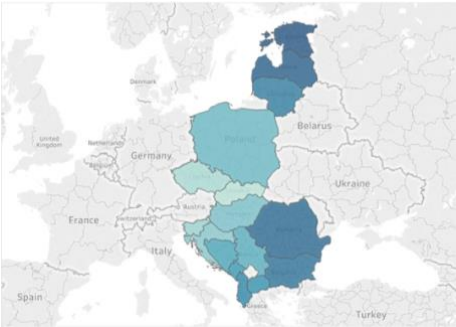 Denmark
United
Kingdom
Netherlands
Belgium
Germany
Poland
Belarus
Ukraine
France
Switzerland
Austria
Italy
Spain
Greece
Turkey